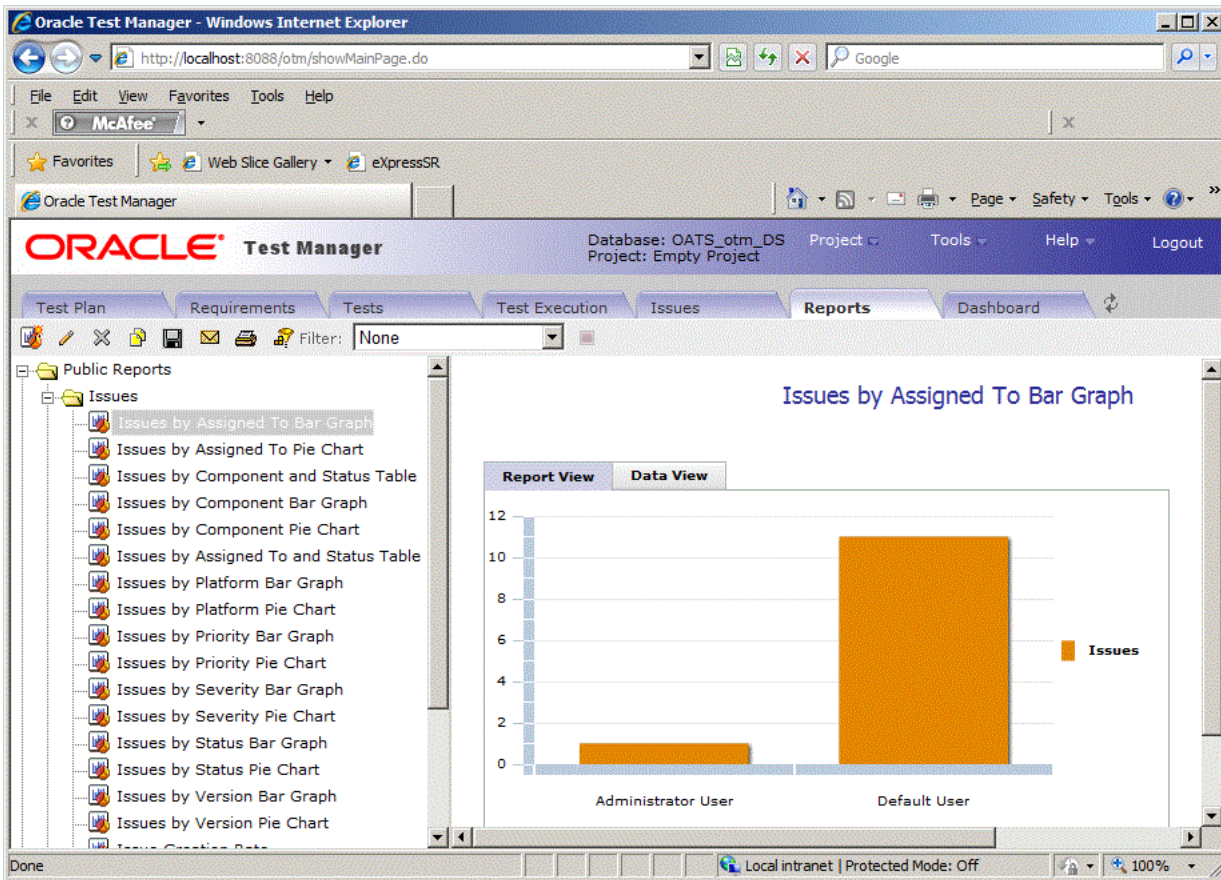 Oracle Test Manager - Windows Internet Explorer
http://localhost:8088/otm/showMainPage.do
Google
File Edit View Favorites Tools Help
McAfee
Favorites Web Slice Gallery eXpressSR
Oracle Test Manager
Page Safety Tools
ORACLE Test Manager
Database: OATS_otm_DS Project Tools Help Logout
Project: Empty Project
Test Plan Requirements Tests Test Execution Issues Reports Dashboard
Filter: None
Public Reports
Issues
Issues by Assigned To Bar Graph
Issues by Assigned To Pie Chart
Issues by Component and Status Table
Issues by Component Bar Graph
Issues by Component Pie Chart
Issues by Assigned To and Status Table
Issues by Platform Bar Graph
Issues by Platform Pie Chart
Issues by Priority Bar Graph
Issues by Priority Pie Chart
Issues by Severity Bar Graph
Issues by Severity Pie Chart
Issues by Status Bar Graph
Issues by Status Pie Chart
Issues by Version Bar Graph
Issues by Version Pie Chart
Issue Creation Rate
Issues by Assigned To Bar Graph
Report View Data View
12
10
8
6
4
2
0
Administrator User Default User
Issues
Done Local intranet | Protected Mode: Off 100%